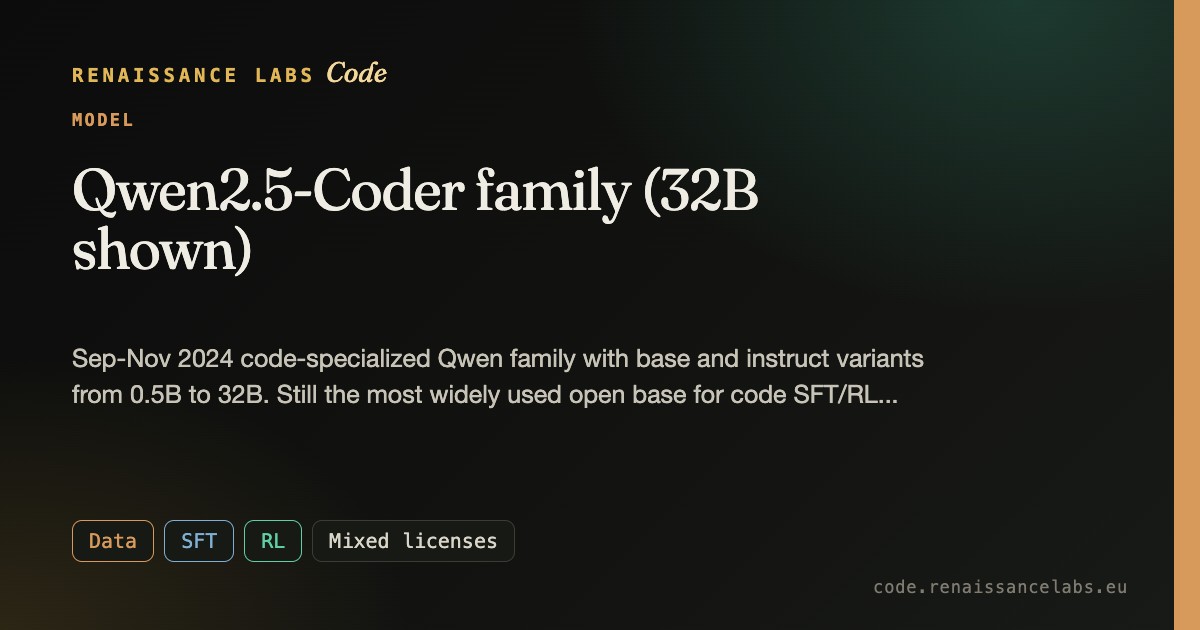 RENAISSANCE LABS Code
MODEL
Qwen2.5-Coder family (32B
shown)
Sep-Nov 2024 code-specialized Qwen family with base and instruct variants
from 0.5B to 32B. Still the most widely used open base for code SFT/RL...
Data SFT RL Mixed licenses
code.renaissancelabs.eu